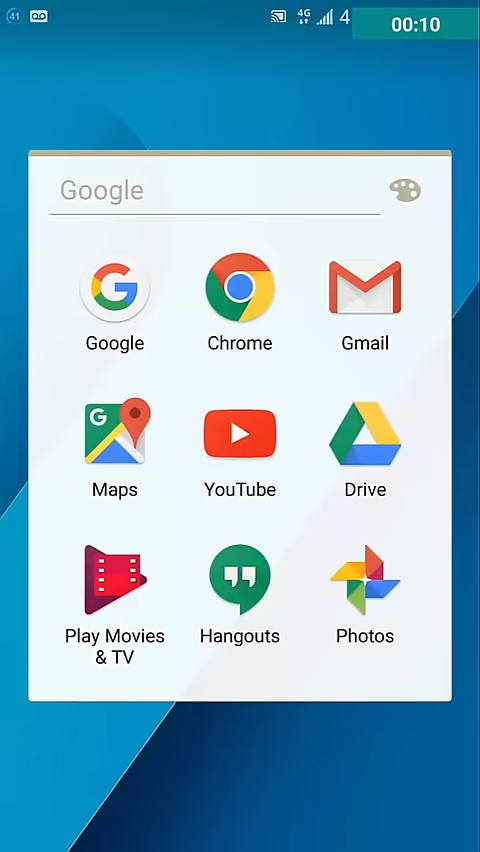 41 4G 4 00:10
Google
Google Chrome Gmail
G
Maps YouTube Drive
Play Movies
& TV
Hangouts Photos